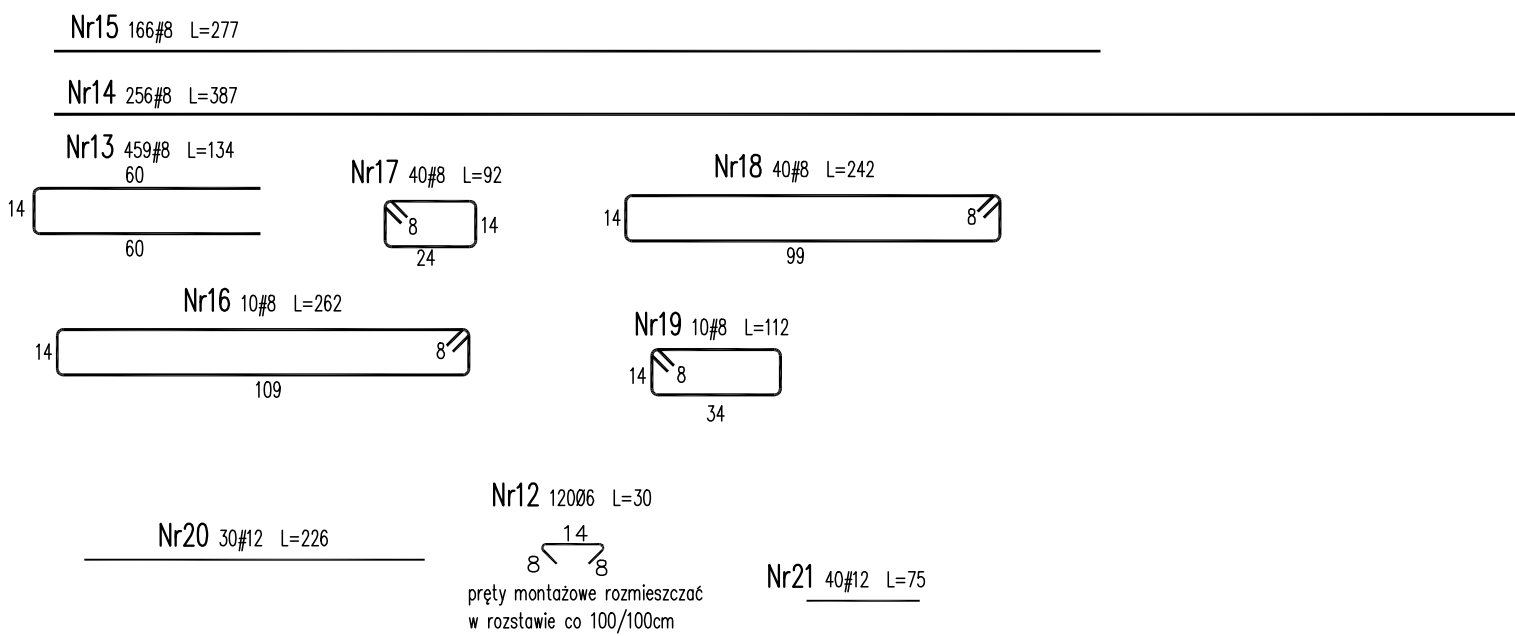 Nr15 166#8 L=277
Nr14 256#8 L=387
Nr13 459#8 L=134
60
14
60
Nr17 40#8 L=92
8
14
24
Nr18 40#8 L=242
14
8
99
Nr16 10#8 L=262
14
8
109
Nr19 10#8 L=112
14
8
34
Nr20 30#12 L=226
Nr12 120Ø6 L=30
14
8
8
pręty montażowe rozmieszczać
w rozstawie co 100/100cm
Nr21 40#12 L=75